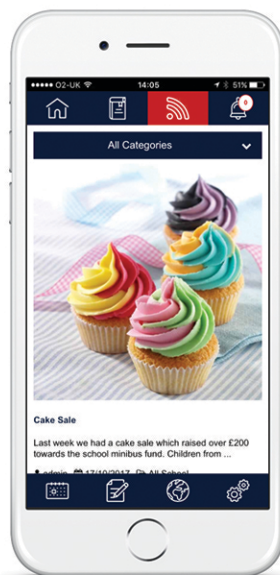 O2-UK 14:05 51%
0
All Categories
Cake Sale
Last week we had a cake sale which raised over £200
towards the school minibus fund. Children from ...
admin 17/10/2017 All School